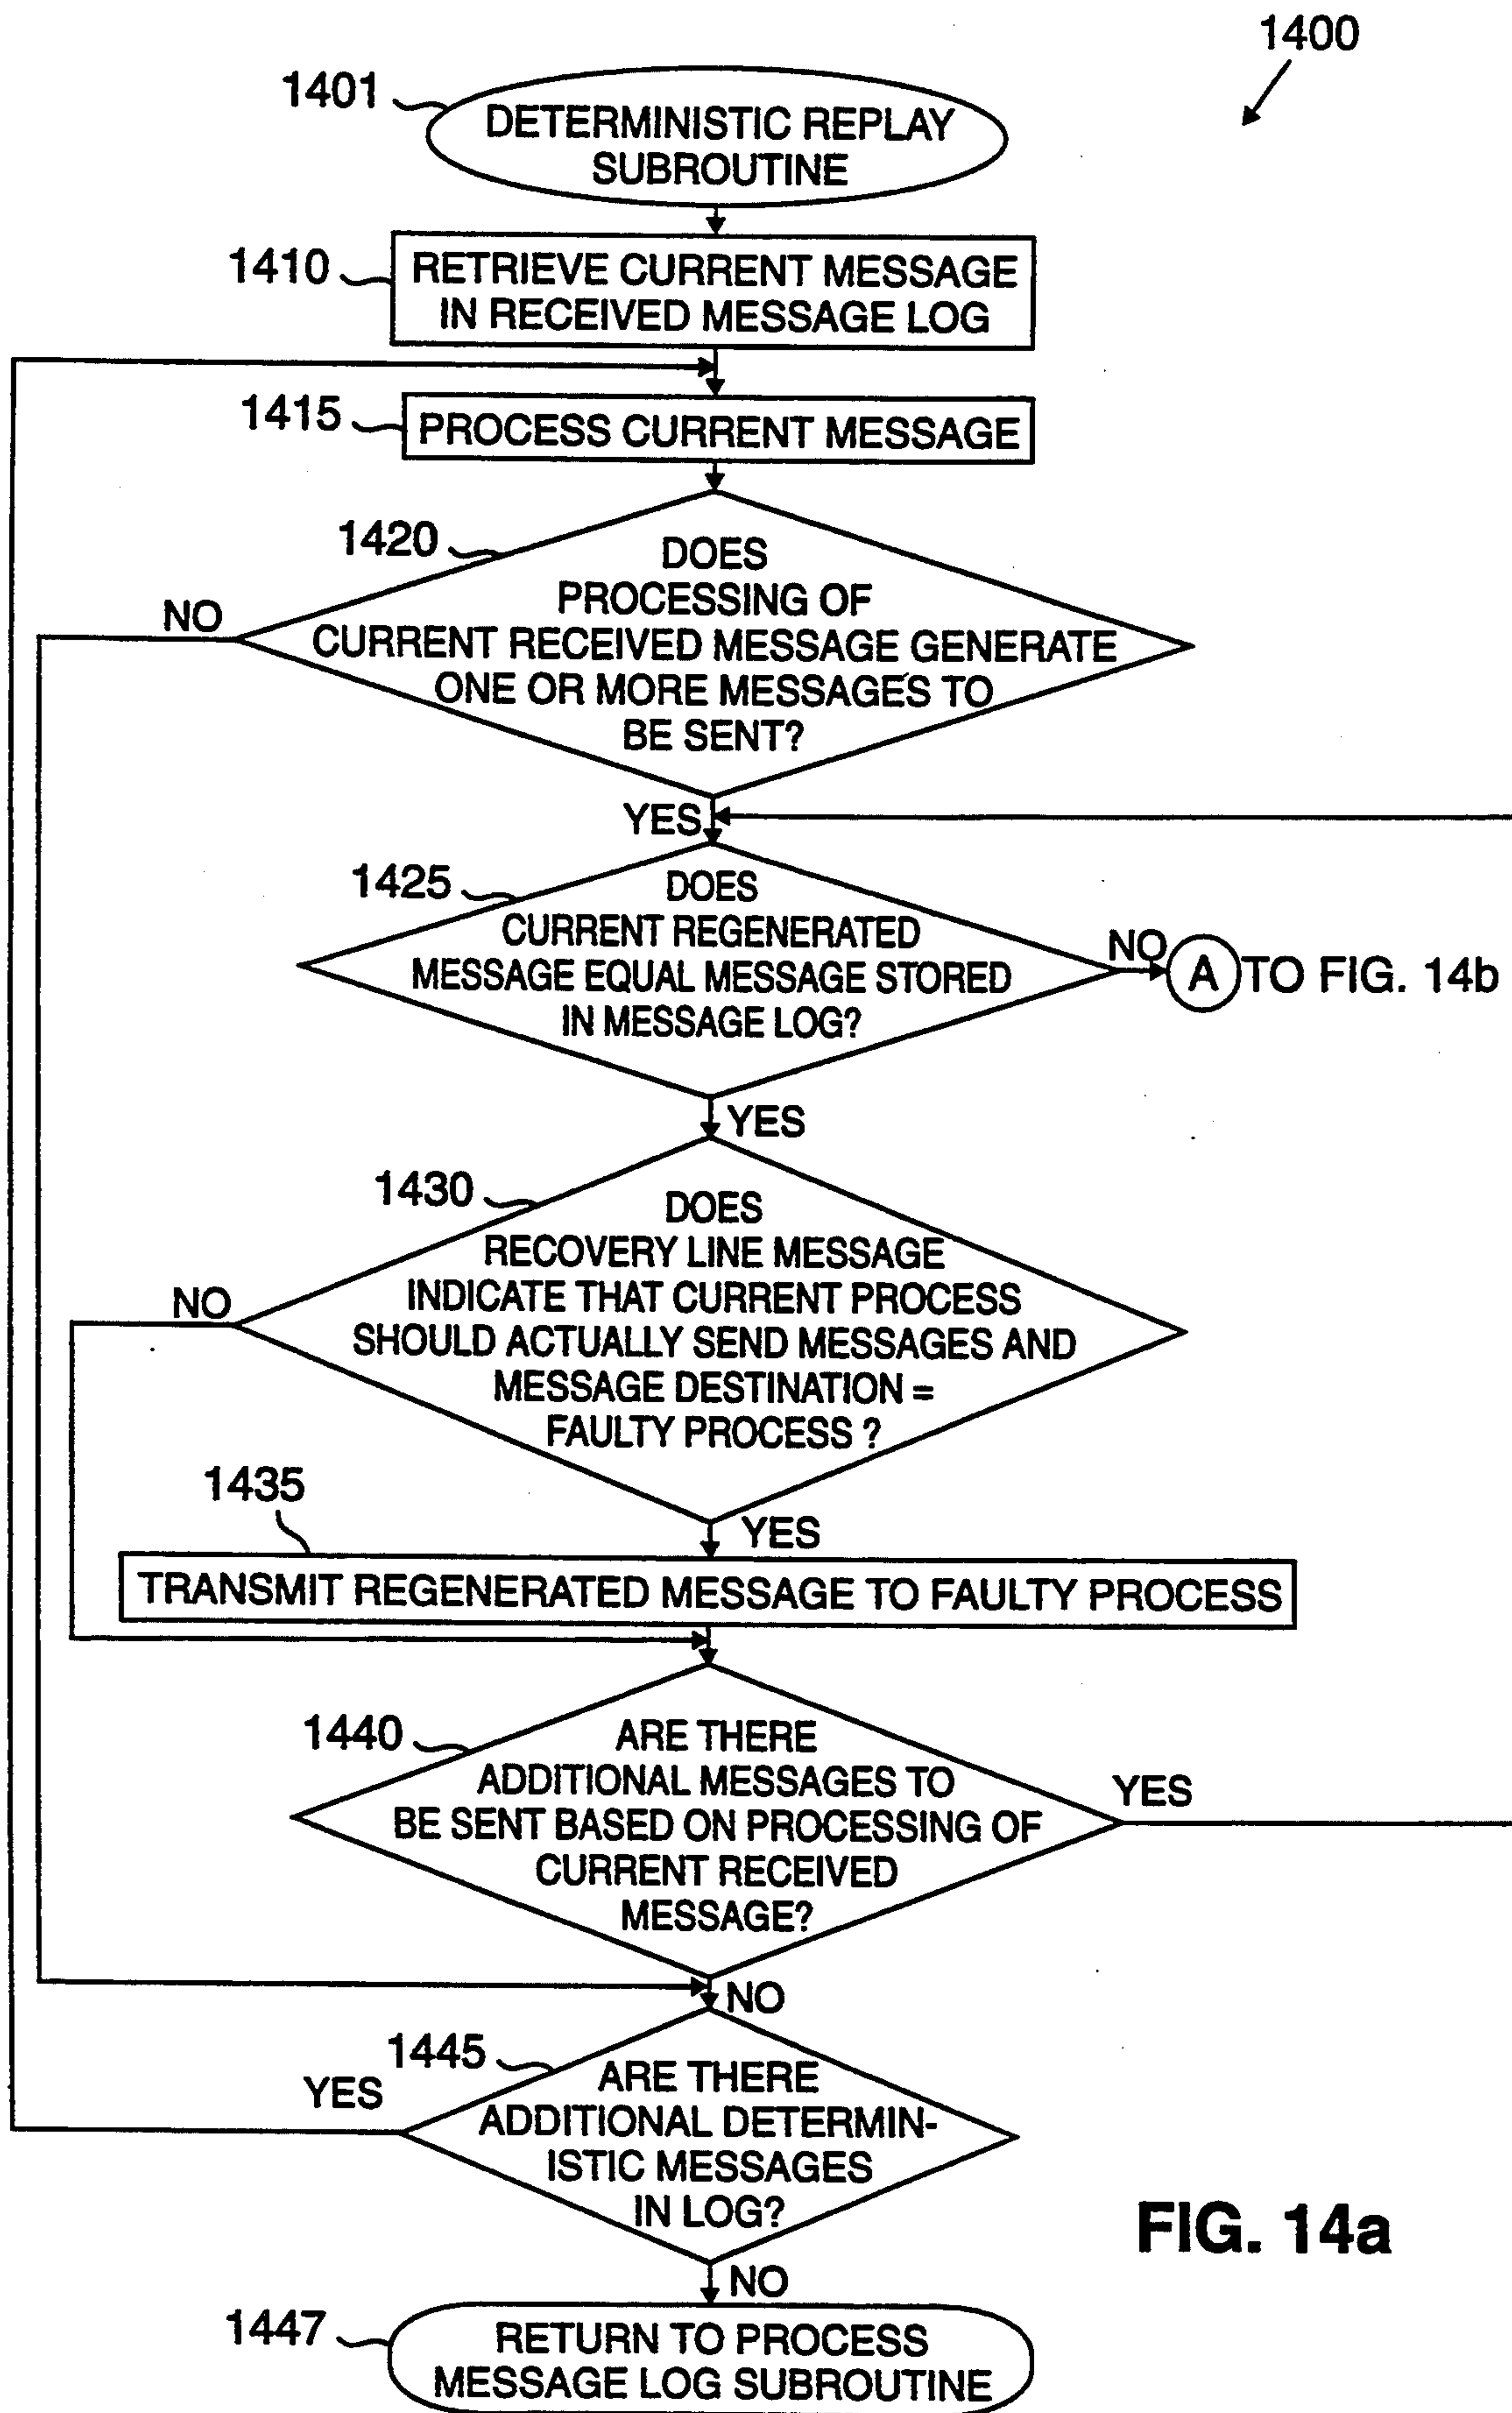 1400
1401
DETERMINISTIC REPLAY
SUBROUTINE
1410
RETRIEVE CURRENT MESSAGE
IN RECEIVED MESSAGE LOG
1415
PROCESS CURRENT MESSAGE
1420
DOES
PROCESSING OF
CURRENT RECEIVED MESSAGE GENERATE
ONE OR MORE MESSAGES TO
BE SENT?
NO
YES
1425
DOES
CURRENT REGENERATED
MESSAGE EQUAL MESSAGE STORED
IN MESSAGE LOG?
NO
A TO FIG. 14b
YES
1430
DOES
RECOVERY LINE MESSAGE
INDICATE THAT CURRENT PROCESS
SHOULD ACTUALLY SEND MESSAGES AND
MESSAGE DESTINATION =
FAULTY PROCESS ?
NO
YES
1435
TRANSMIT REGENERATED MESSAGE TO FAULTY PROCESS
1440
ARE THERE
ADDITIONAL MESSAGES TO
BE SENT BASED ON PROCESSING OF
CURRENT RECEIVED
MESSAGE?
YES
NO
1445
ARE THERE
ADDITIONAL DETERMIN-
ISTIC MESSAGES
IN LOG?
YES
NO
1447
RETURN TO PROCESS
MESSAGE LOG SUBROUTINE
FIG. 14a